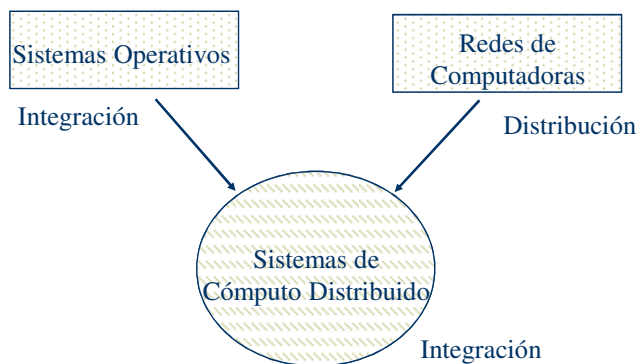 Sistemas Operativos
Redes de
Computadoras
Integración
Distribución
Sistemas de
Cómputo Distribuido
Integración